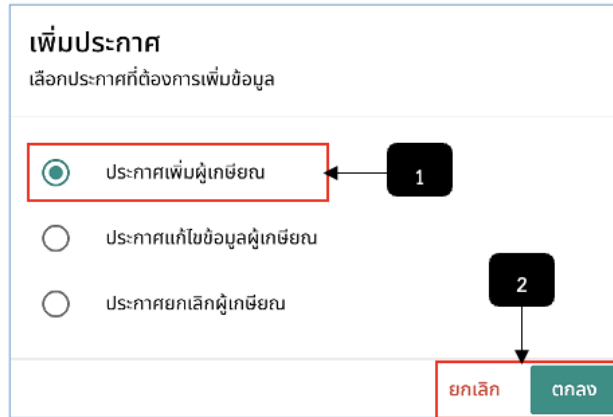 เพิ่มประกาศ
เลือกประกาศที่ต้องการเพิ่มข้อมูล
ประกาศเพิ่มผู้เกษียณ
1
ประกาศแก้ไขข้อมูลผู้เกษียณ
ประกาศยกเลิกผู้เกษียณ
2
ยกเลิก ตกลง